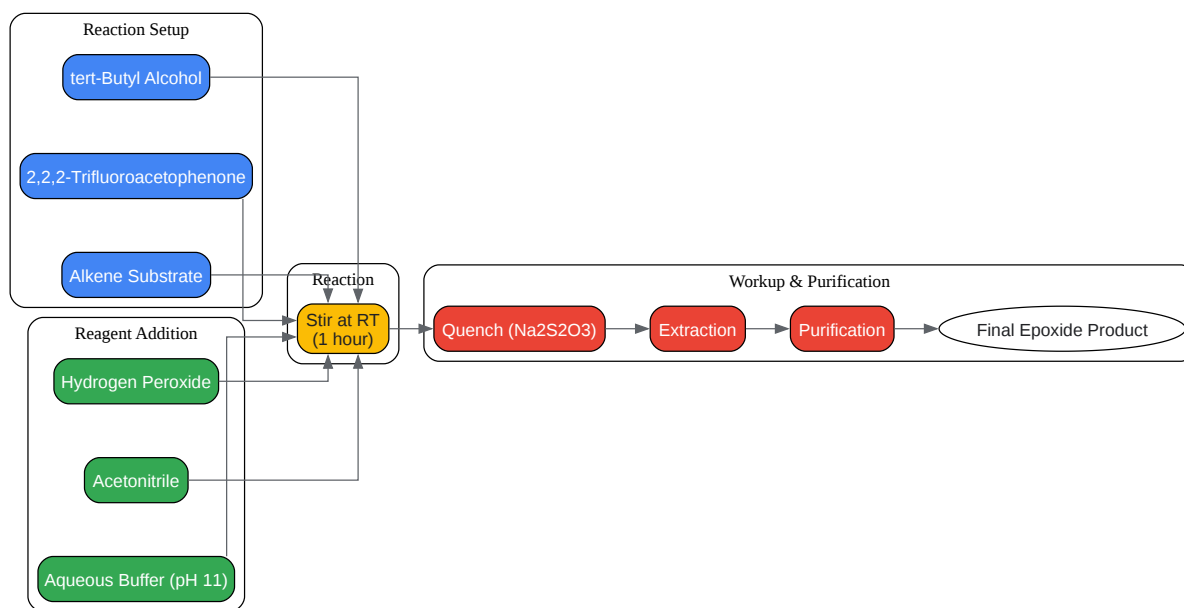 Reaction Setup
tert-Butyl Alcohol
2,2,2-Trifluoroacetophenone
Alkene Substrate
Reagent Addition
Hydrogen Peroxide
Acetonitrile
Aqueous Buffer (pH 11)
Reaction
Stir at RT
(1 hour)
Workup & Purification
Quench (Na2S2O3)
Extraction
Purification
Final Epoxide Product